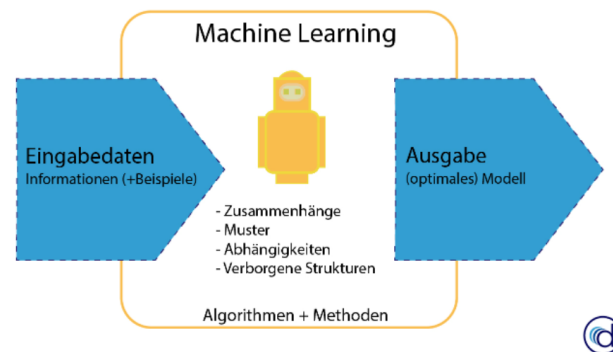 Machine Learning
Eingabedaten
Informationen (+Beispiele)
- Zusammenhänge
- Muster
- Abhängigkeiten
- Verborgene Strukturen
Algorithmen + Methoden
Ausgabe
(optimales) Modell
d